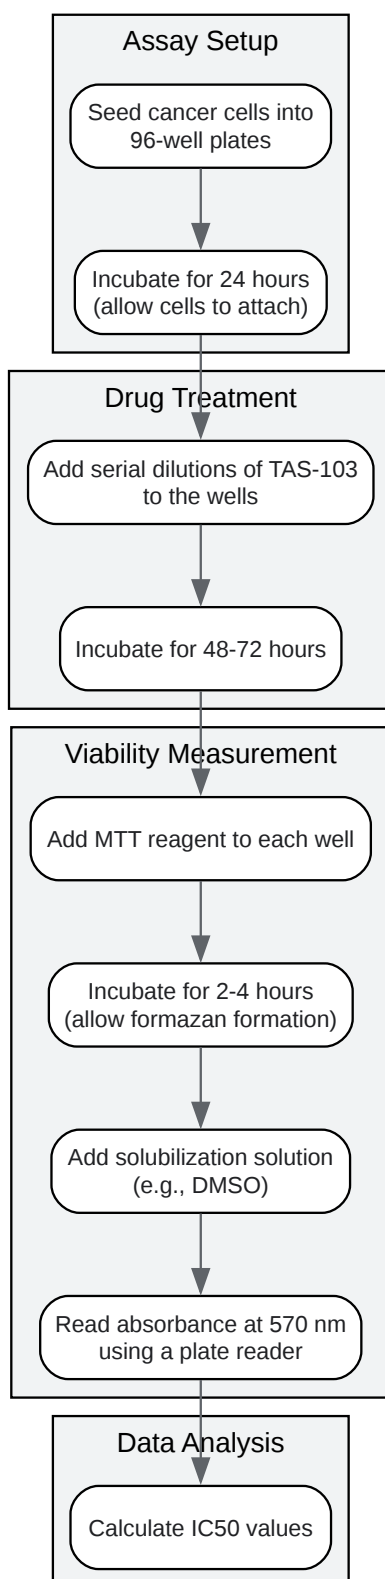 Assay Setup
Seed cancer cells into
96-well plates
Incubate for 24 hours
(allow cells to attach)
Drug Treatment
Add serial dilutions of TAS-103
to the wells
Incubate for 48-72 hours
Viability Measurement
Add MTT reagent to each well
Incubate for 2-4 hours
(allow formazan formation)
Add solubilization solution
(e.g., DMSO)
Read absorbance at 570 nm
using a plate reader
Data Analysis
Calculate IC50 values